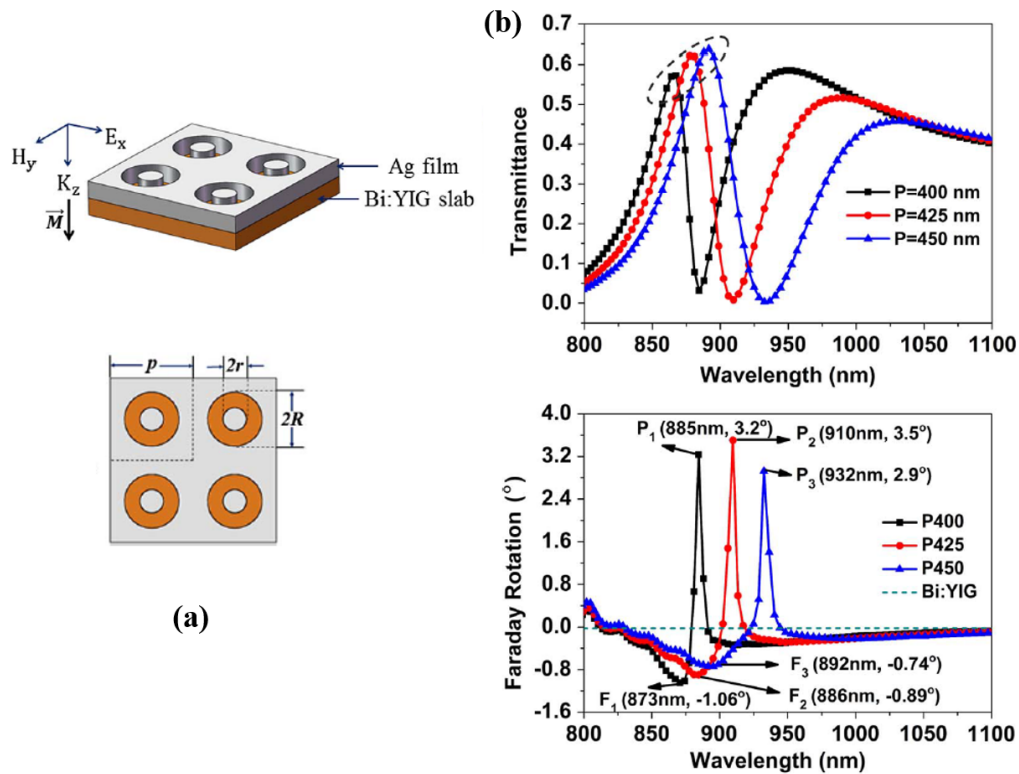 E_x
H_y
K_z
\vec{M}
Ag film
Bi:YIG slab
p
2r
2R
(a)
(b)
Transmittance
0.7
0.6
0.5
0.4
0.3
0.2
0.1
0.0
P=400 nm
P=425 nm
P=450 nm
800 850 900 950 1000 1050 1100
Wavelength (nm)
Faraday Rotation (°)
4.0
3.2
2.4
1.6
0.8
0.0
-0.8
-1.6
P₁ (885nm, 3.2°)
P₂ (910nm, 3.5°)
P₃ (932nm, 2.9°)
P400
P425
P450
Bi:YIG
F₃ (892nm, -0.74°)
F₂ (886nm, -0.89°)
F₁ (873nm, -1.06°)
800 850 900 950 1000 1050 1100
Wavelength (nm)